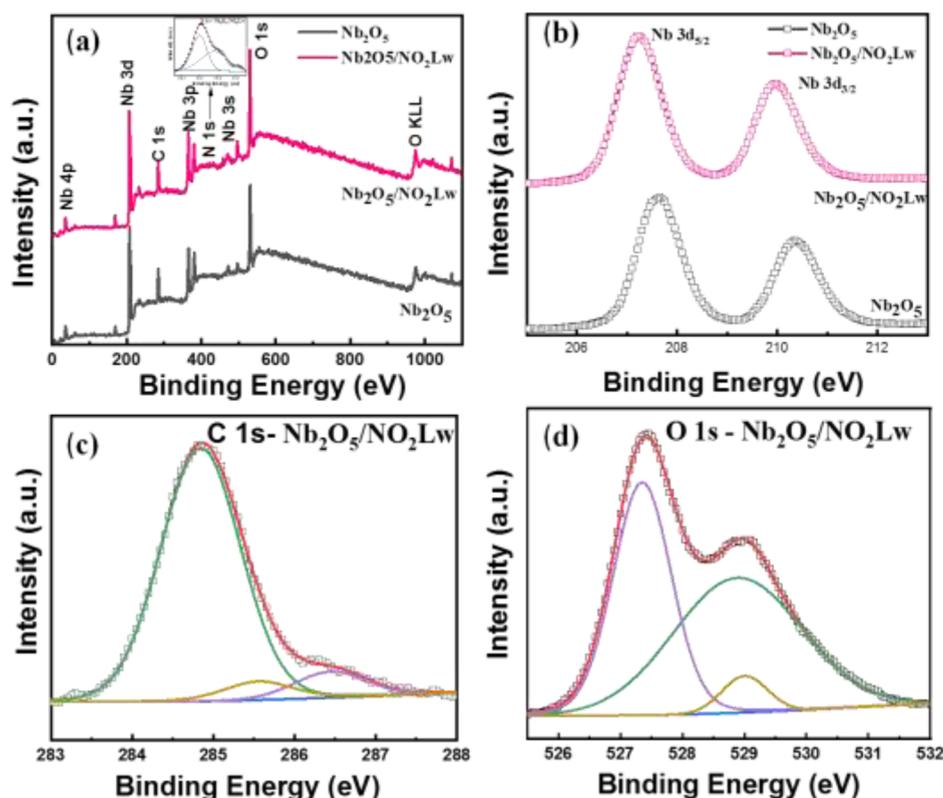 (a)
Nb₂O₅
Nb2O5/NO₂Lw
O 1s
Nb 3d
Nb 3p
Nb 3s
N 1s
C 1s
O KLL
Nb 4p
Nb₂O₅/NO₂Lw
Nb₂O₅
Intensity (a.u.)
0 200 400 600 800 1000
Binding Energy (eV)
(b)
Nb 3d₅/₂
Nb₂O₅
Nb₂O₅/NO₂Lw
Nb 3d₃/₂
Nb₂O₅/NO₂Lw
Nb₂O₅
Intensity (a.u.)
206 208 210 212
Binding Energy (eV)
(c)
C 1s- Nb₂O₅/NO₂Lw
Intensity (a.u.)
283 284 285 286 287 288
Binding Energy (eV)
(d)
O 1s - Nb₂O₅/NO₂Lw
Intensity (a.u.)
526 527 528 529 530 531 532
Binding Energy (eV)